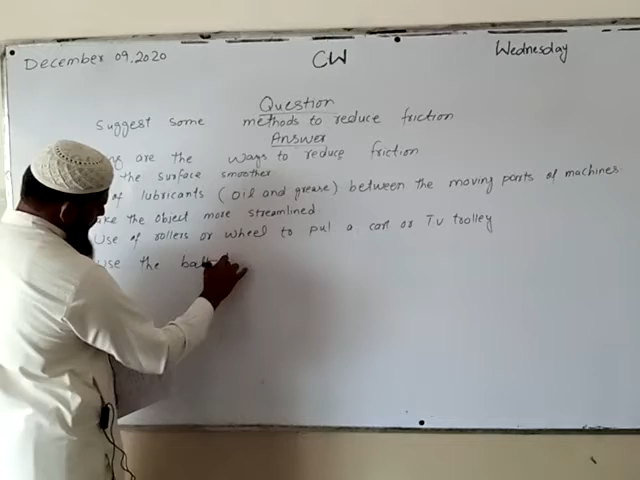 December 09.2020 CW Wednesday
Question
Suggest some methods to reduce friction
Answer
are the ways to reduce friction
the surface smoother
of lubricants (oil and grease) between the moving parts of machines
the object more streamlined
Use of rollers or wheel to pul a cart or TV trolley
Use the